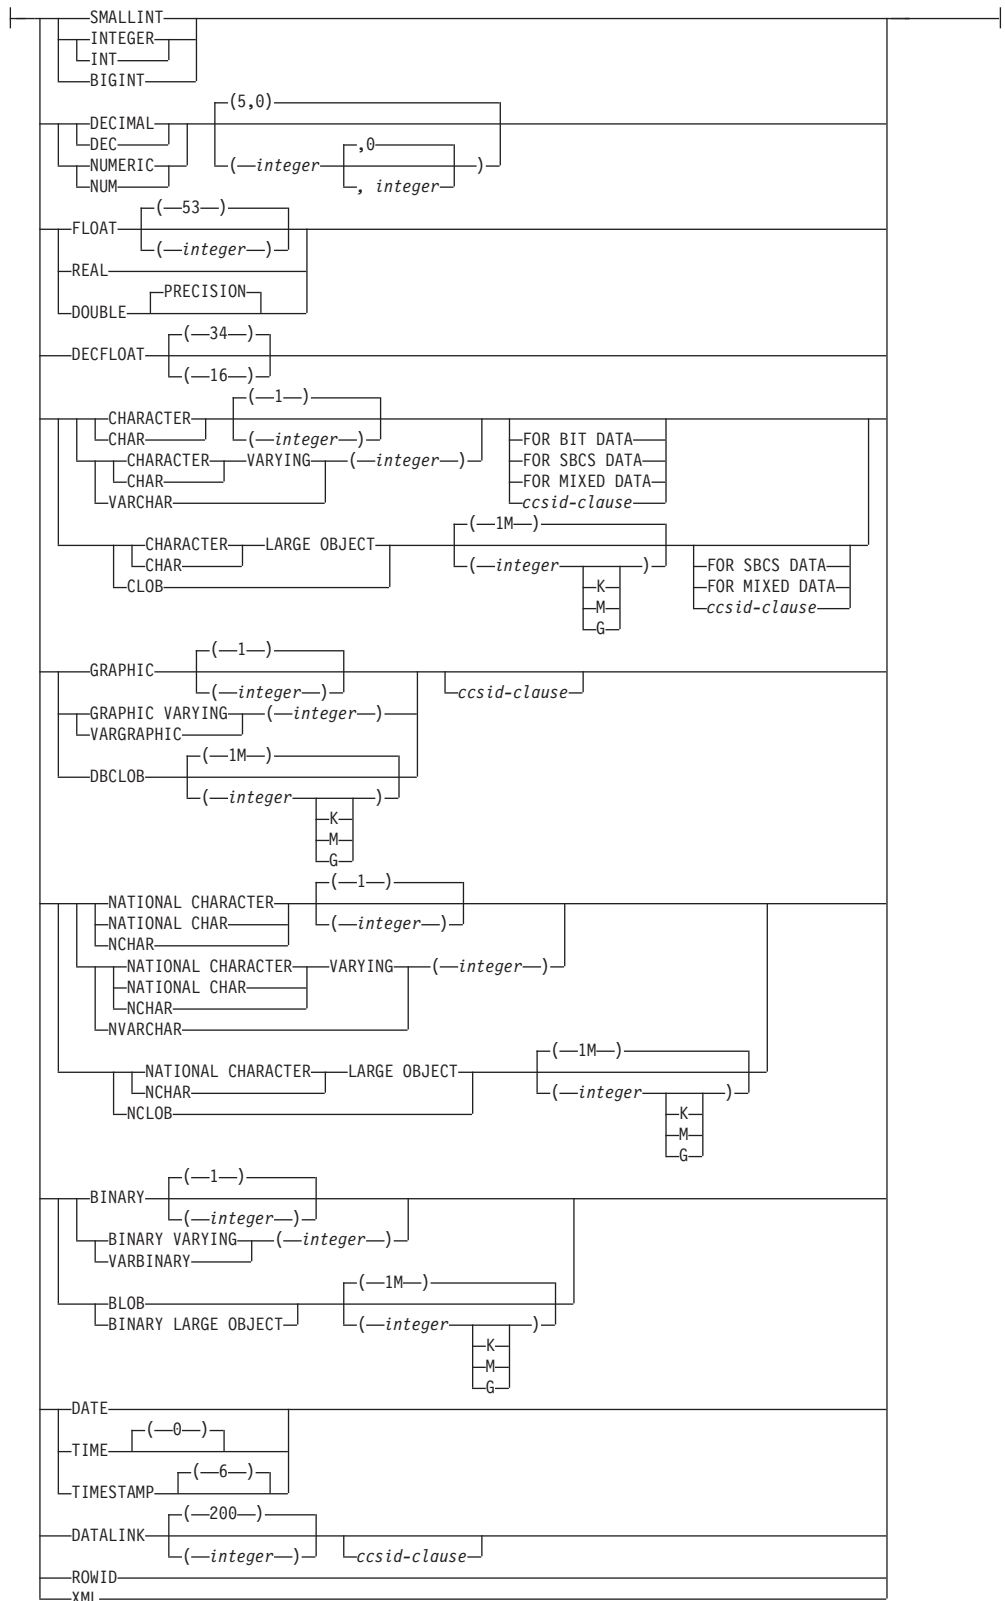 SMALLINT
INTEGER
INT
BIGINT
(5,0)
DECIMAL
DEC
,0
NUMERIC ( integer )
NUM , integer
( 53 )
FLOAT
( integer )
REAL
PRECISION
DOUBLE
( 34 )
DECFLOAT
( 16 )
( 1 )
CHARACTER
CHAR ( integer ) FOR BIT DATA
CHARACTER VARYING ( integer ) FOR SBCS DATA
CHAR FOR MIXED DATA
VARCHAR ccsid-clause
( 1M )
CHARACTER LARGE OBJECT
CHAR ( integer ) FOR SBCS DATA
CLOB K FOR MIXED DATA
M ccsid-clause
G
( 1 )
GRAPHIC
( integer ) ccsid-clause
GRAPHIC VARYING ( integer )
VARGRAPHIC
( 1M )
DBCLOB
( integer )
K
M
G
( 1 )
NATIONAL CHARACTER
NATIONAL CHAR ( integer )
NCHAR
NATIONAL CHARACTER VARYING ( integer )
NATIONAL CHAR
NCHAR
NVARCHAR
( 1M )
NATIONAL CHARACTER LARGE OBJECT
NCHAR ( integer )
NCLOB K
M
G
( 1 )
BINARY
( integer )
BINARY VARYING ( integer )
VARBINARY
( 1M )
BLOB
BINARY LARGE OBJECT ( integer )
K
M
G
DATE
( 0 )
TIME
( 6 )
TIMESTAMP
( 200 )
DATALINK
( integer ) ccsid-clause
ROWID
XML